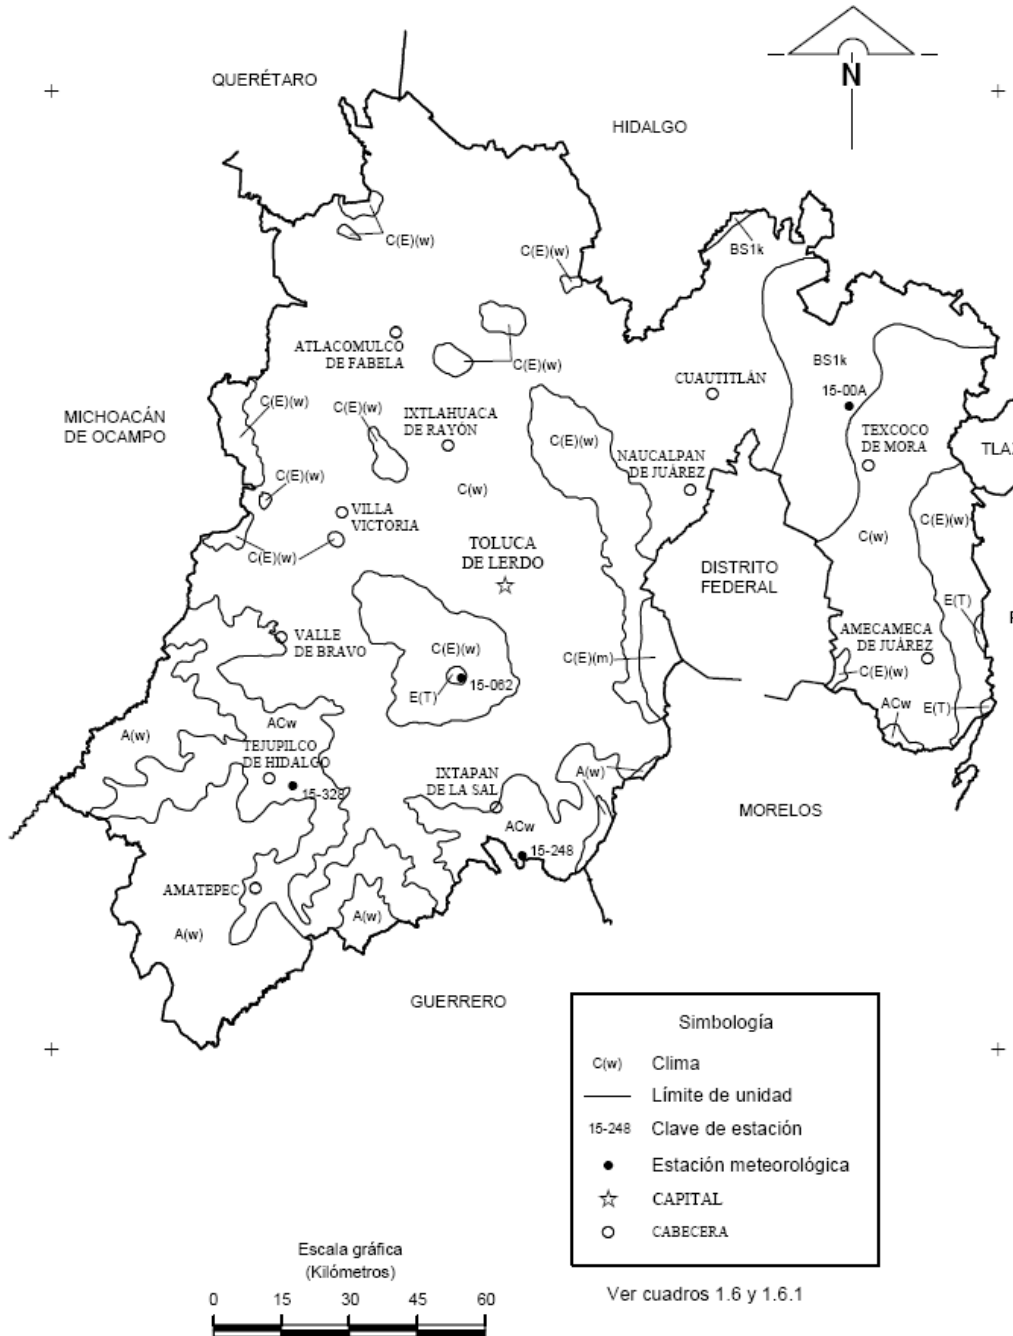 QUERÉTARO
N
HIDALGO
C(E)(w)
C(E)(w)
BS1k
ATLACOMULCO
DE FABELA
C(E)(w)
BS1k
CUAUTITLÁN
15-00A
MICHOACÁN
DE OCAMPO
C(E)(w)
C(E)(w)
IXTLAHUACA
DE RAYÓN
C(E)(w)
TEXCOCO
DE MORA
TLAX
NAUCALPAN
DE JUÁREZ
C(E)(w)
C(w)
VILLA
VICTORIA
C(E)(w)
C(w)
C(E)(w)
TOLUCA
DE LERDO
DISTRITO
FEDERAL
E(T)
P
VALLE
DE BRAVO
C(E)(w)
C(E)(m)
AMECAMECA
DE JUÁREZ
C(E)(w)
15-062
E(T)
ACw
E(T)
ACw
A(w)
TEJUPILCO
DE HIDALGO
15-328
IXTAPAN
DE LA SAL
A(w)
MORELOS
ACw
15-248
AMATEPEC
A(w)
A(w)
GUERRERO
Simbología
C(w) Clima
Límite de unidad
15-248 Clave de estación
Estación meteorológica
CAPITAL
CABECERA
Escala gráfica
(Kilómetros)
0 15 30 45 60
Ver cuadros 1.6 y 1.6.1